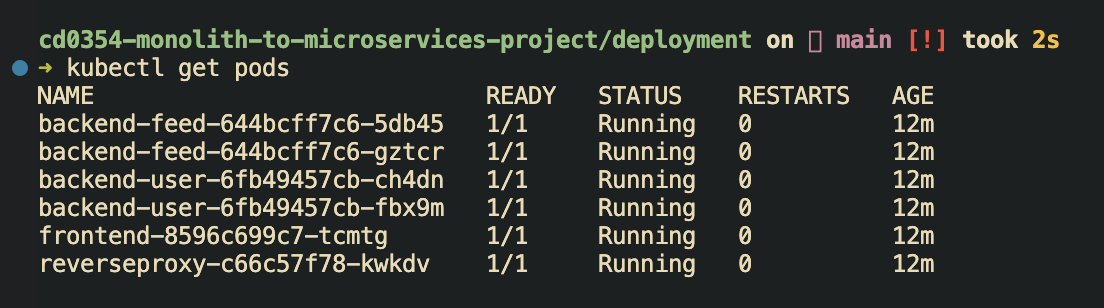 cd0354-monolith-to-microservices-project/deployment on  main [!] took 2s
➜ kubectl get pods
NAME READY STATUS RESTARTS AGE
backend-feed-644bcff7c6-5db45 1/1 Running 0 12m
backend-feed-644bcff7c6-gztcr 1/1 Running 0 12m
backend-user-6fb49457cb-ch4dn 1/1 Running 0 12m
backend-user-6fb49457cb-fbx9m 1/1 Running 0 12m
frontend-8596c699c7-tcmtg 1/1 Running 0 12m
reverseproxy-c66c57f78-kwkdv 1/1 Running 0 12m